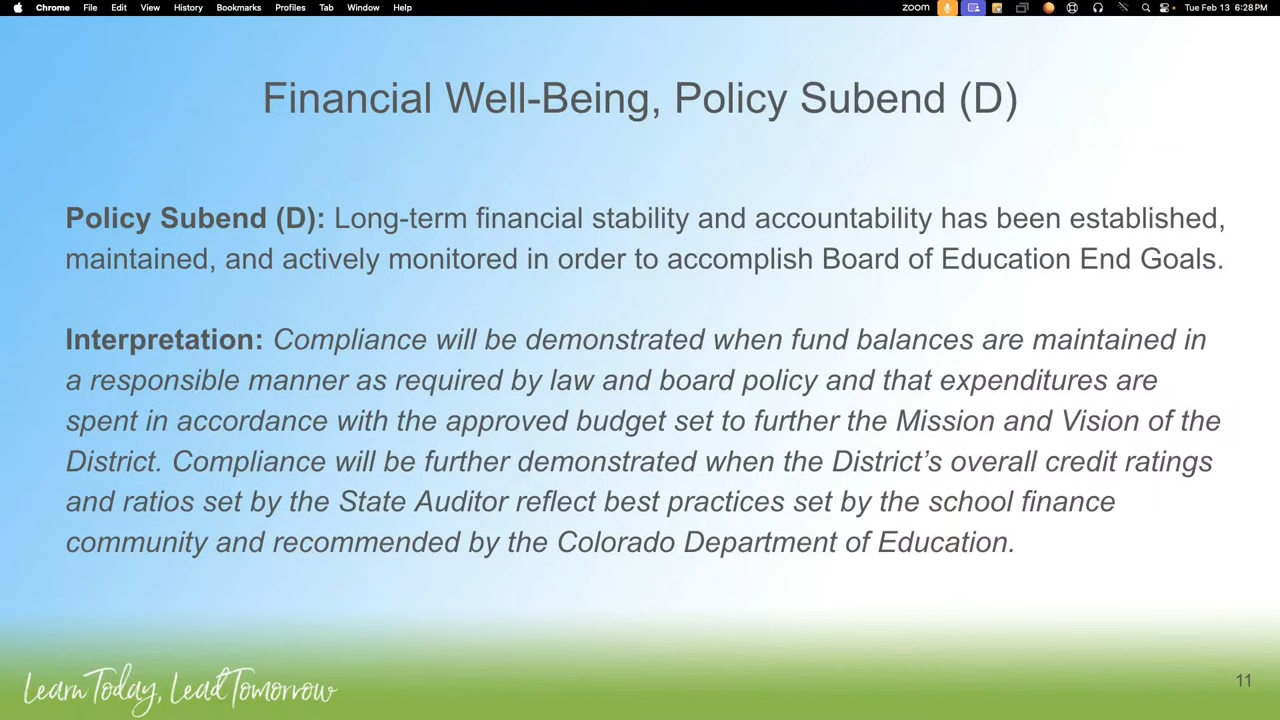 Chrome File Edit View History Bookmarks Profiles Tab Window Help zoom Tue Feb 13 6:28 PM
Financial Well-Being, Policy Subend (D)
Policy Subend (D): Long-term financial stability and accountability has been established,
maintained, and actively monitored in order to accomplish Board of Education End Goals.
Interpretation: Compliance will be demonstrated when fund balances are maintained in
a responsible manner as required by law and board policy and that expenditures are
spent in accordance with the approved budget set to further the Mission and Vision of the
District. Compliance will be further demonstrated when the District’s overall credit ratings
and ratios set by the State Auditor reflect best practices set by the school finance
community and recommended by the Colorado Department of Education.
Learn Today, Lead Tomorrow
11